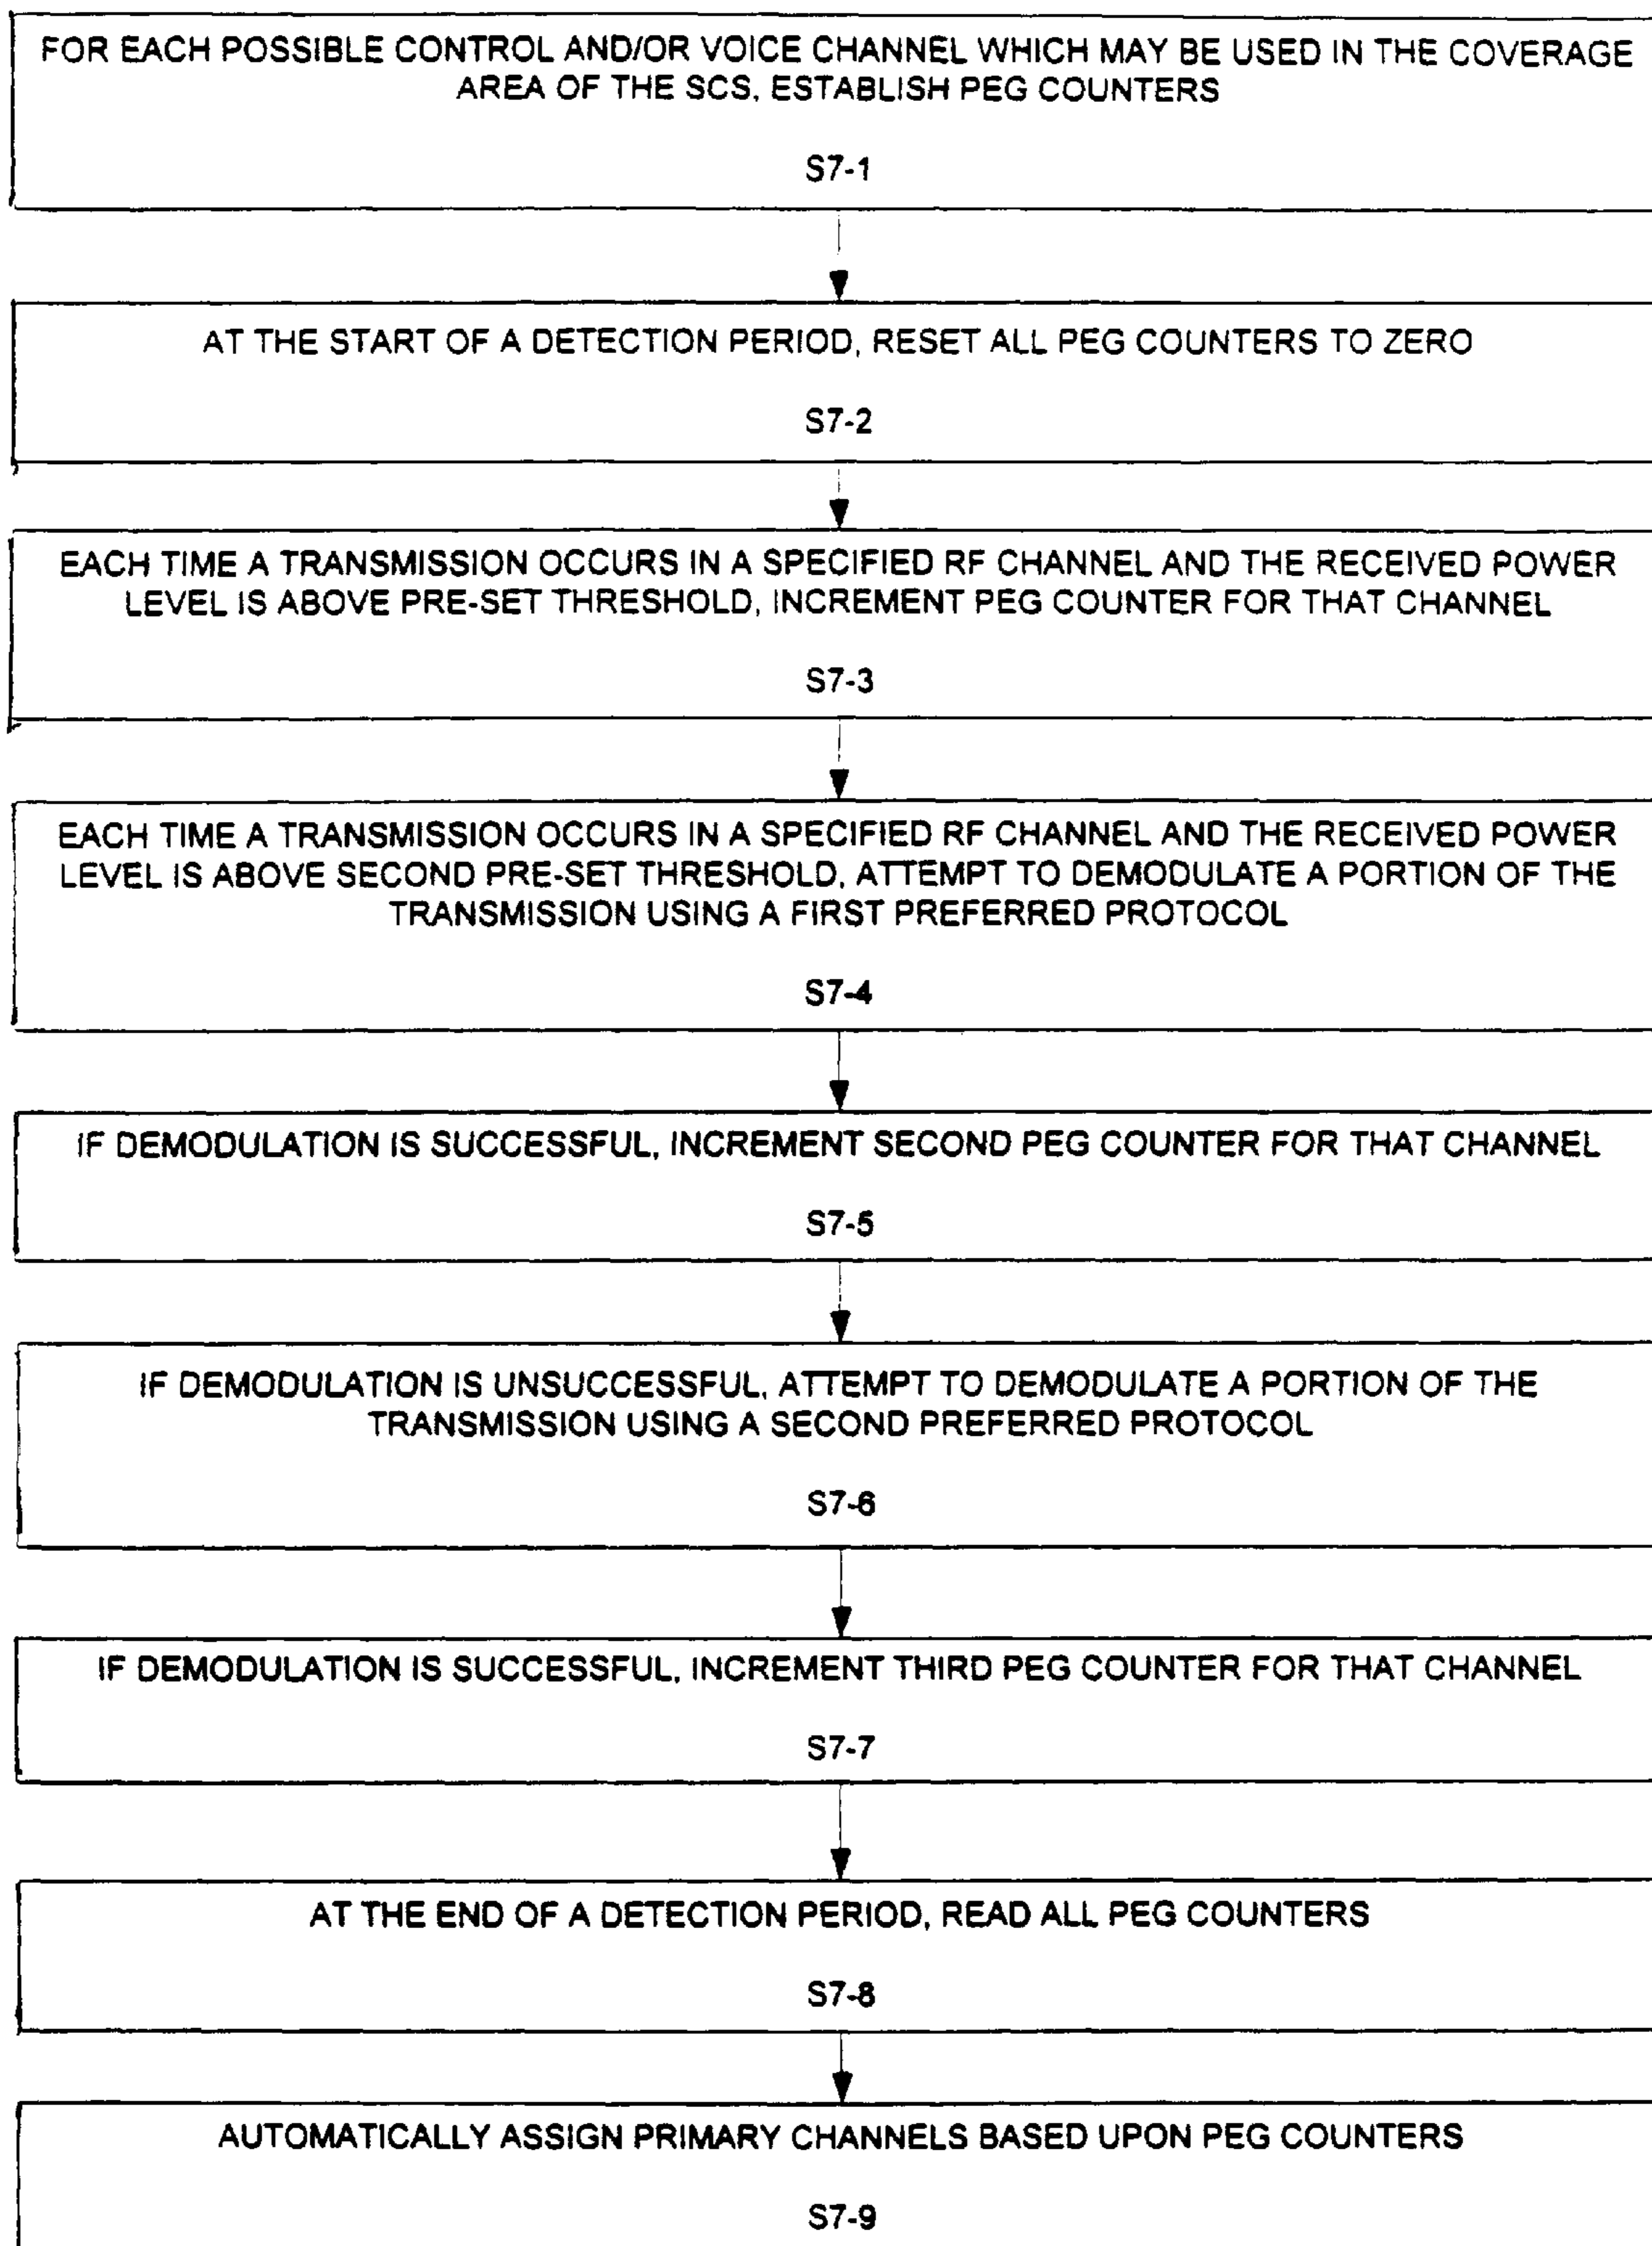 FOR EACH POSSIBLE CONTROL AND/OR VOICE CHANNEL WHICH MAY BE USED IN THE COVERAGE
AREA OF THE SCS, ESTABLISH PEG COUNTERS
S7-1
AT THE START OF A DETECTION PERIOD, RESET ALL PEG COUNTERS TO ZERO
S7-2
EACH TIME A TRANSMISSION OCCURS IN A SPECIFIED RF CHANNEL AND THE RECEIVED POWER
LEVEL IS ABOVE PRE-SET THRESHOLD, INCREMENT PEG COUNTER FOR THAT CHANNEL
S7-3
EACH TIME A TRANSMISSION OCCURS IN A SPECIFIED RF CHANNEL AND THE RECEIVED POWER
LEVEL IS ABOVE SECOND PRE-SET THRESHOLD, ATTEMPT TO DEMODULATE A PORTION OF THE
TRANSMISSION USING A FIRST PREFERRED PROTOCOL
S7-4
IF DEMODULATION IS SUCCESSFUL, INCREMENT SECOND PEG COUNTER FOR THAT CHANNEL
S7-5
IF DEMODULATION IS UNSUCCESSFUL, ATTEMPT TO DEMODULATE A PORTION OF THE
TRANSMISSION USING A SECOND PREFERRED PROTOCOL
S7-6
IF DEMODULATION IS SUCCESSFUL, INCREMENT THIRD PEG COUNTER FOR THAT CHANNEL
S7-7
AT THE END OF A DETECTION PERIOD, READ ALL PEG COUNTERS
S7-8
AUTOMATICALLY ASSIGN PRIMARY CHANNELS BASED UPON PEG COUNTERS
S7-9